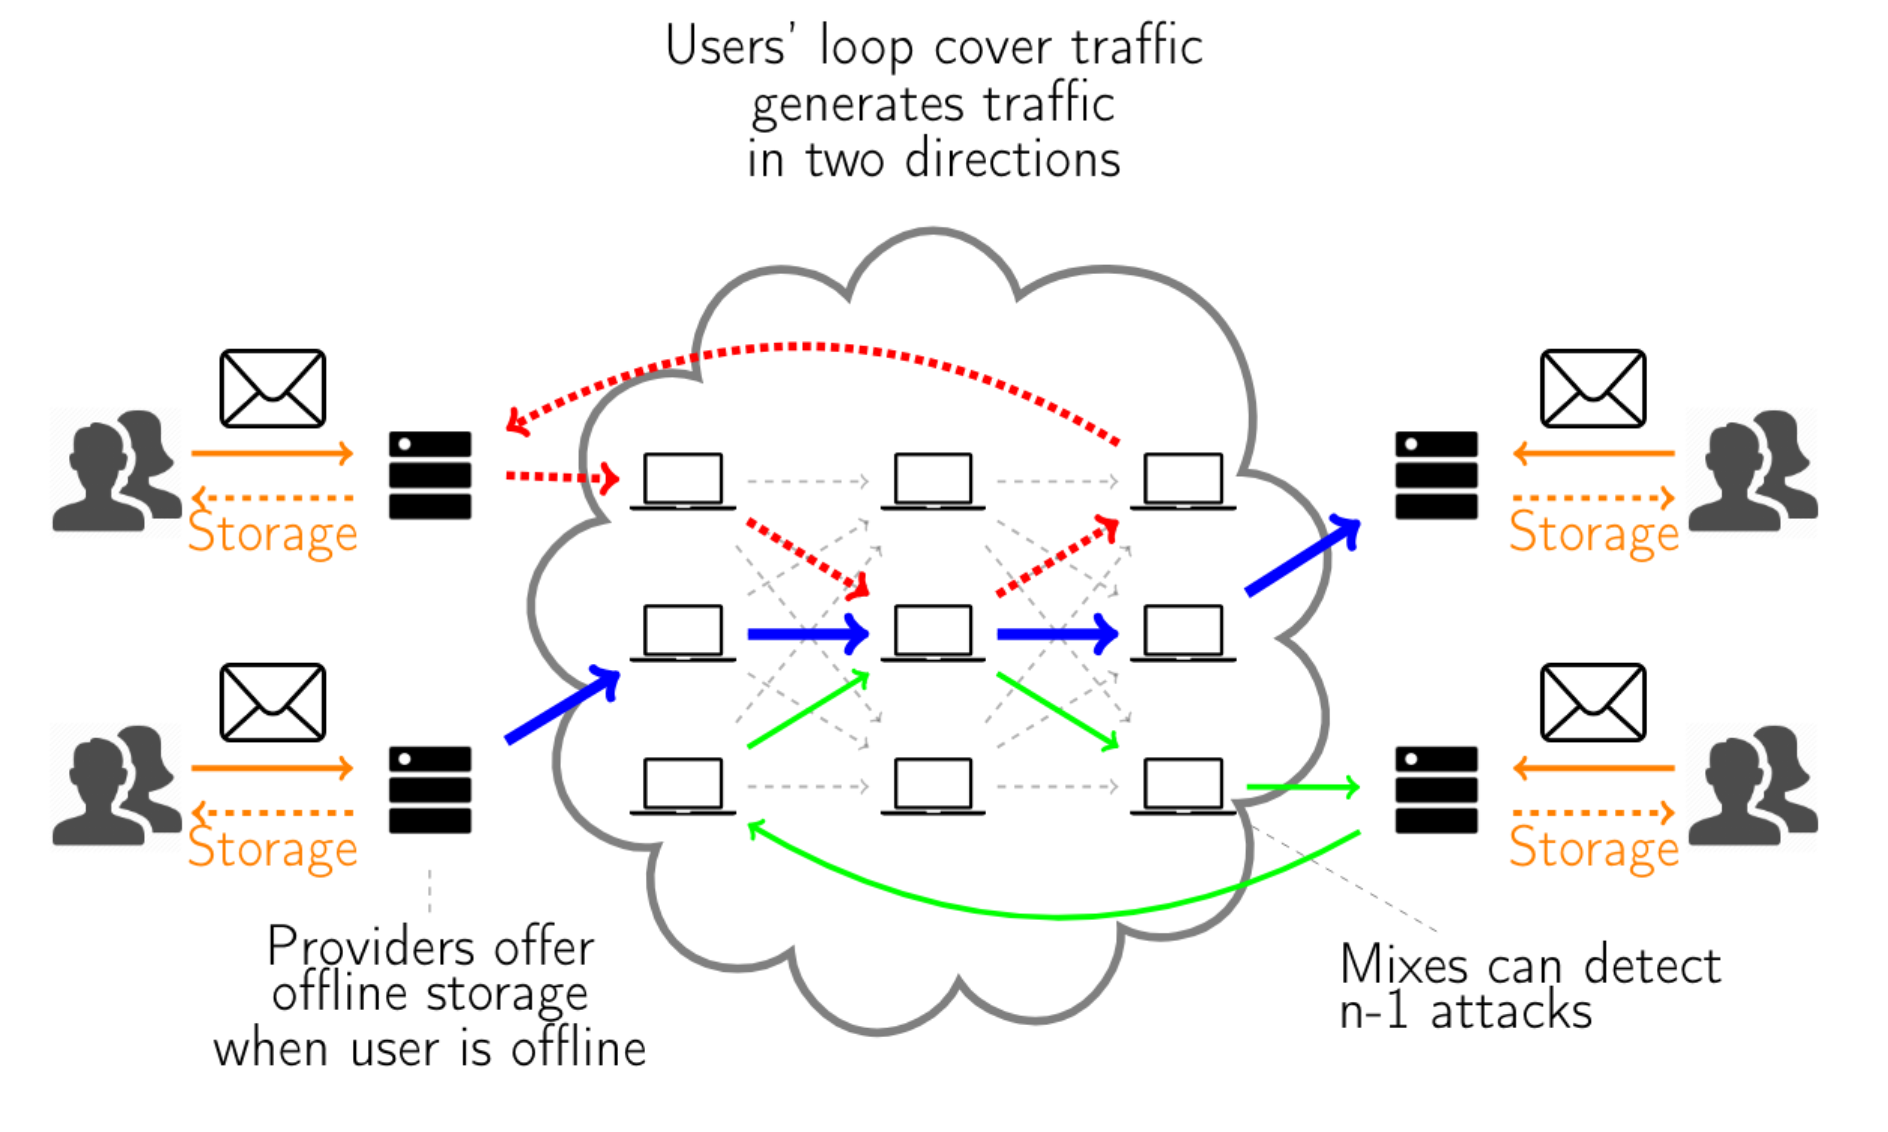 Users' loop cover traffic
generates traffic
in two directions
Storage
Storage
Storage
Storage
Providers offer
offline storage
when user is offline
Mixes can detect
n-1 attacks